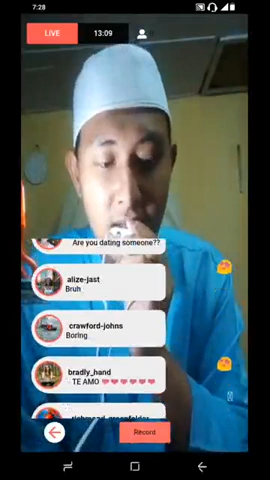 7:28
LIVE
13:09
Are you dating someone??
alize-jast
Bruh
crawford-johns
Boring
bradly_hand
TE AMO 💗💗💗💗💗💗
Record